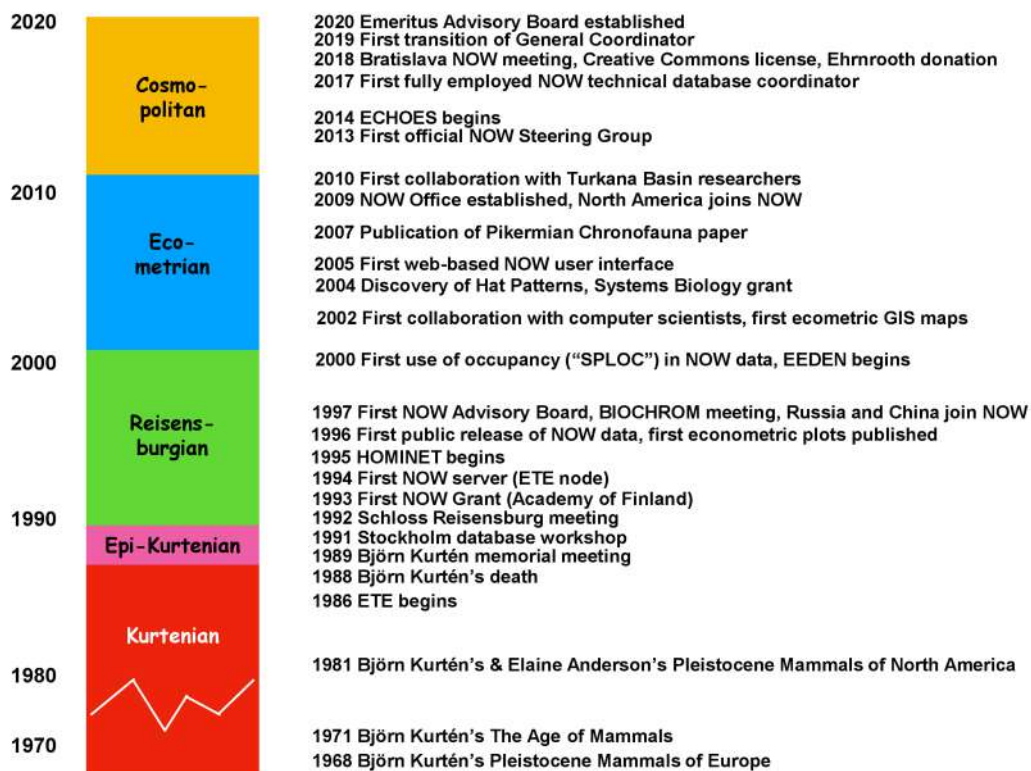 2020
2020 Emeritus Advisory Board established
2019 First transition of General Coordinator
2018 Bratislava NOW meeting, Creative Commons license, Ehrnrooth donation
2017 First fully employed NOW technical database coordinator
Cosmo-
politan
2014 ECHOES begins
2013 First official NOW Steering Group
2010
2010 First collaboration with Turkana Basin researchers
2009 NOW Office established, North America joins NOW
2007 Publication of Pikermian Chronofauna paper
Eco-
metrian
2005 First web-based NOW user interface
2004 Discovery of Hat Patterns, Systems Biology grant
2002 First collaboration with computer scientists, first ecometric GIS maps
2000
2000 First use of occupancy (“SPLOC”) in NOW data, EEDEN begins
1997 First NOW Advisory Board, BIOCHROM meeting, Russia and China join NOW
1996 First public release of NOW data, first econometric plots published
Reisens-
burgian
1995 HOMINET begins
1994 First NOW server (ETE node)
1993 First NOW Grant (Academy of Finland)
1990
1992 Schloss Reisensburg meeting
1991 Stockholm database workshop
Epi-Kurtenian
1989 Björn Kurtén memorial meeting
1988 Björn Kurtén’s death
1986 ETE begins
Kurtenian
1980
1981 Björn Kurtén’s & Elaine Anderson’s Pleistocene Mammals of North America
1970
1971 Björn Kurtén’s The Age of Mammals
1968 Björn Kurtén’s Pleistocene Mammals of Europe